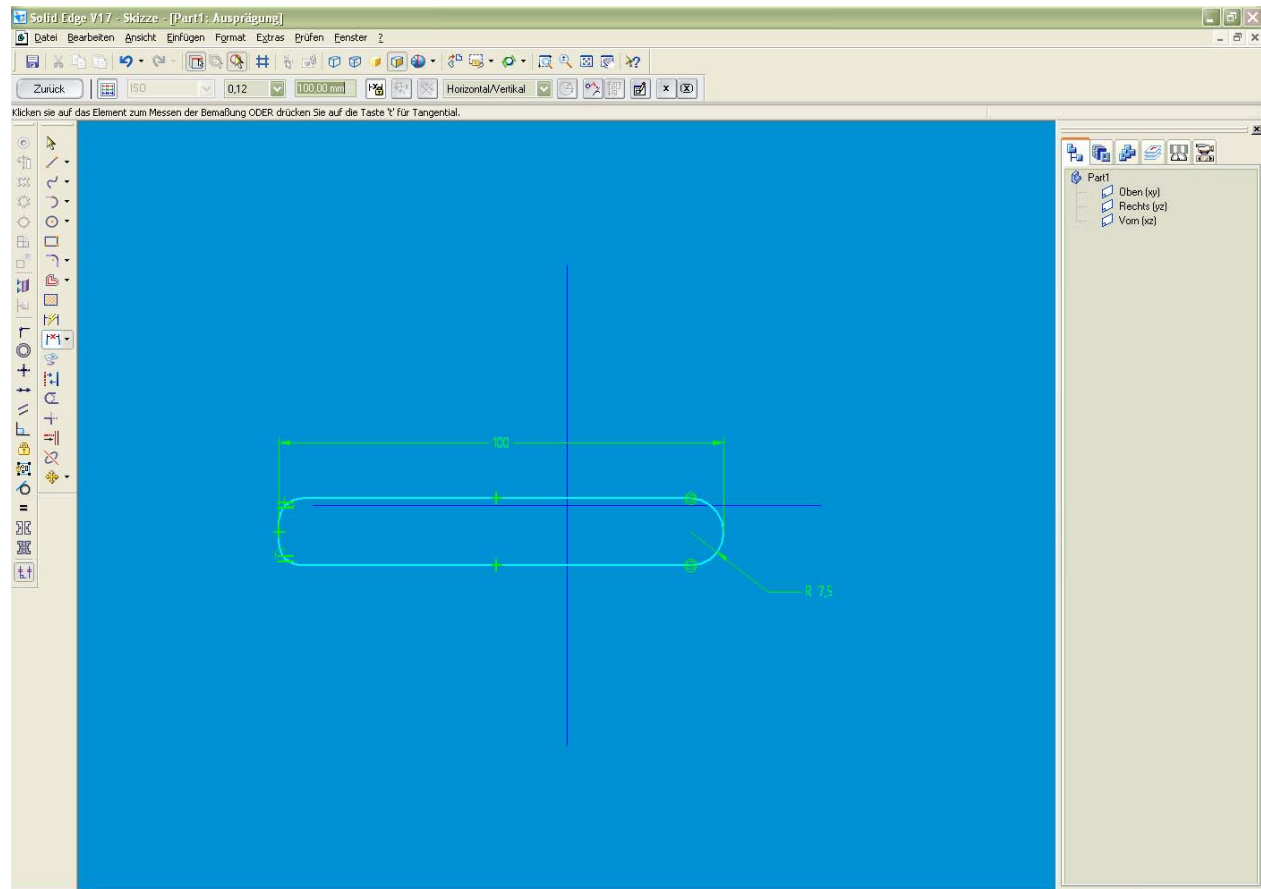 Solid Edge V17 - Skizze - [Part1: Ausprägung]
Datei Bearbeiten Ansicht Einfügen Format Extras Prüfen Fenster ?
Zurück ISO 0,12 100,00 mm Horizontal/Vertikal
Klicken sie auf das Element zum Messen der Bemaßung ODER drücken Sie auf die Taste 't' für Tangential.
Part1
Oben (xy)
Rechts (yz)
Vorn (xz)
100
R 7,5